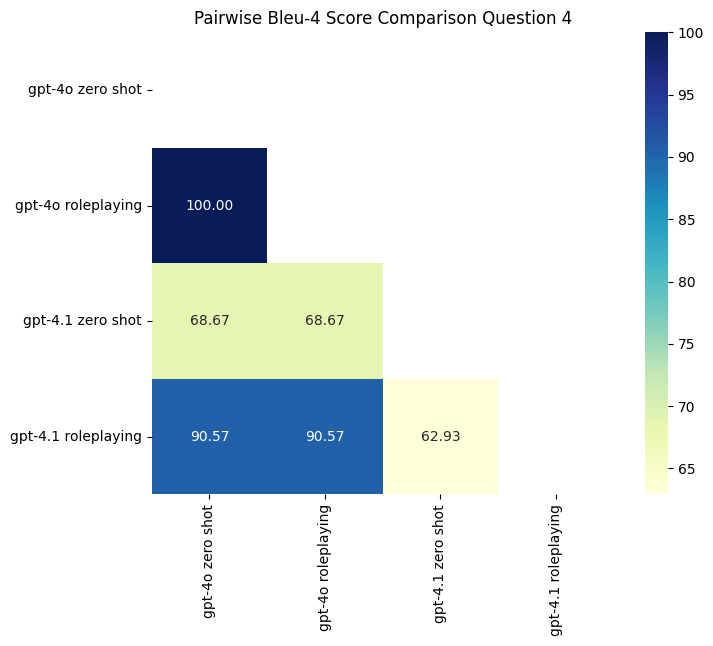 Pairwise Bleu-4 Score Comparison Question 4
100
gpt-4o zero shot
95
90
gpt-4o roleplaying
100.00
85
80
gpt-4.1 zero shot
68.67 68.67
75
70
gpt-4.1 roleplaying
90.57 90.57 62.93
65
gpt-4o zero shot
gpt-4o roleplaying
gpt-4.1 zero shot
gpt-4.1 roleplaying